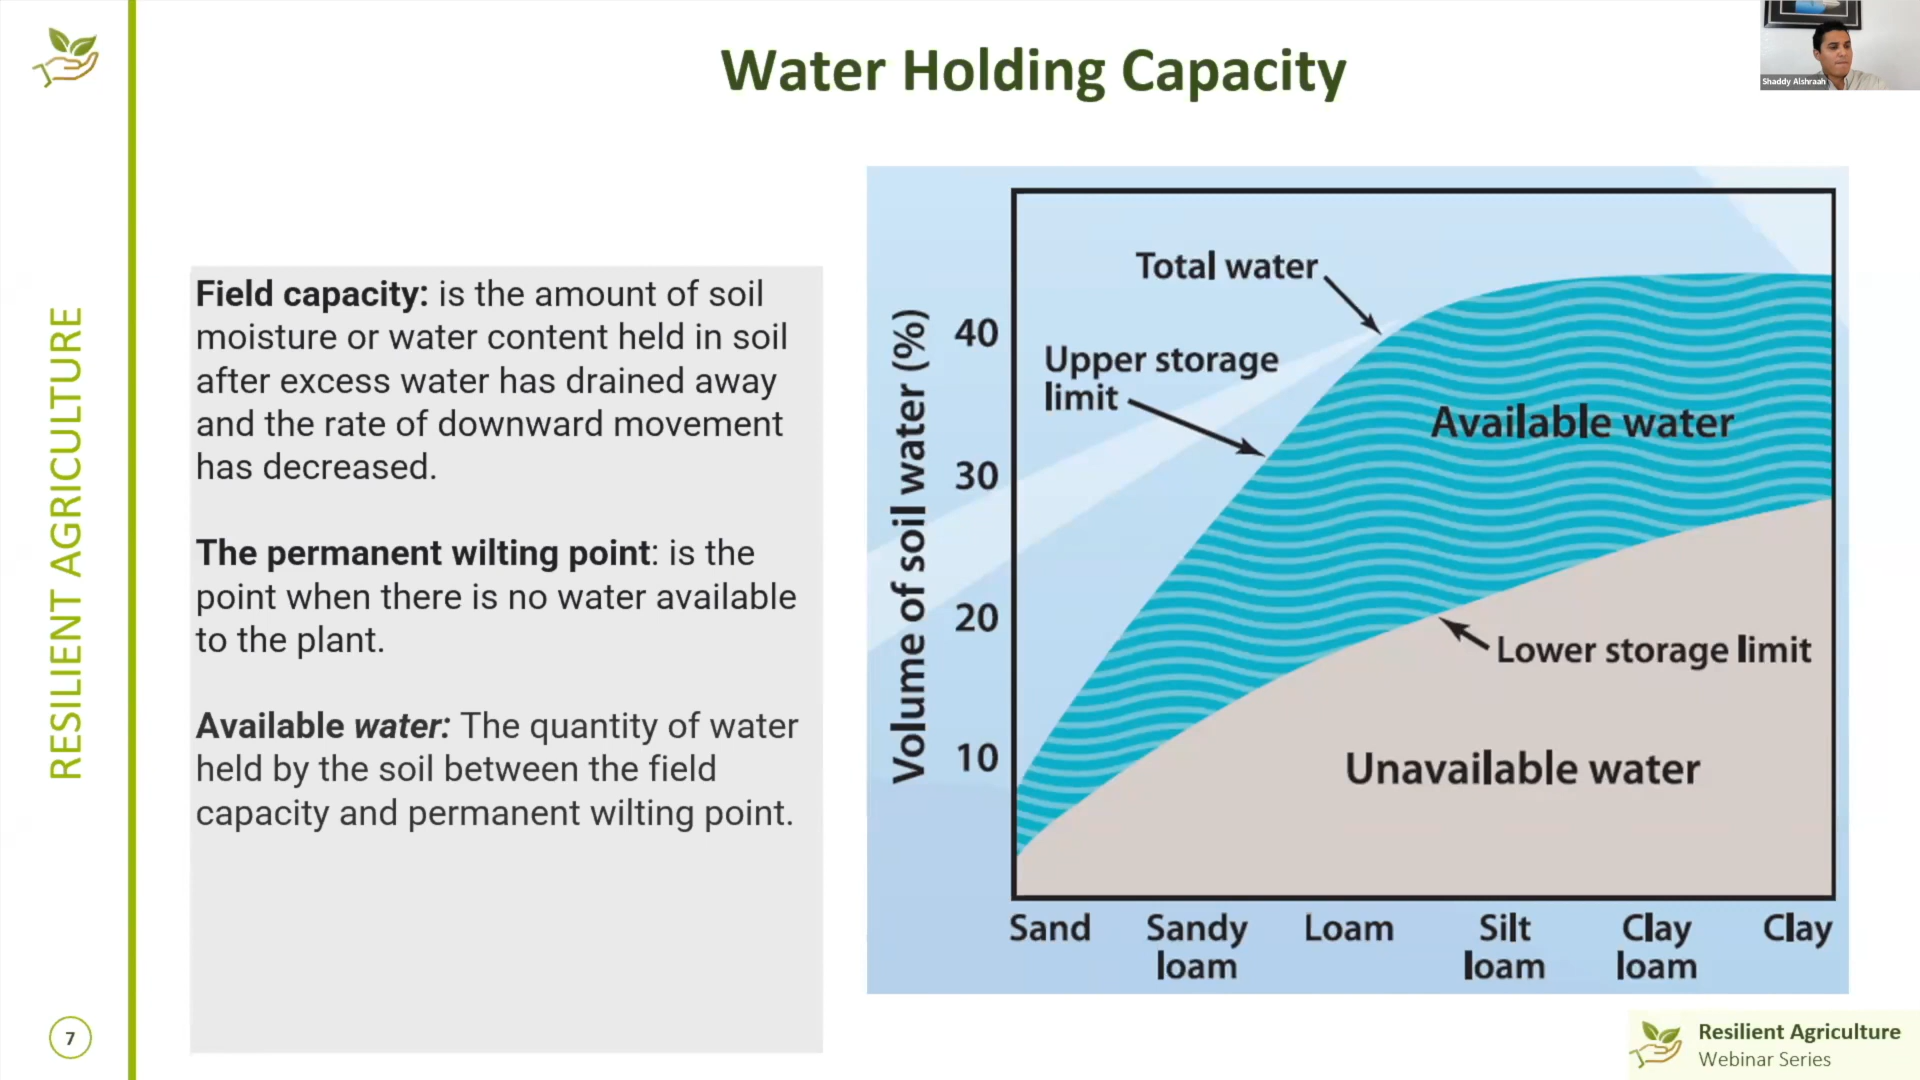 Water Holding Capacity
Shaddy Alshraah
RESILIENT AGRICULTURE
Field capacity: is the amount of soil
moisture or water content held in soil
after excess water has drained away
and the rate of downward movement
has decreased.
The permanent wilting point: is the
point when there is no water available
to the plant.
Available water: The quantity of water
held by the soil between the field
capacity and permanent wilting point.
Volume of soil water (%)
40
30
20
10
Total water
Upper storage
limit
Available water
Lower storage limit
Unavailable water
Sand
Sandy
loam
Loam
Silt
loam
Clay
loam
Clay
7
Resilient Agriculture
Webinar Series